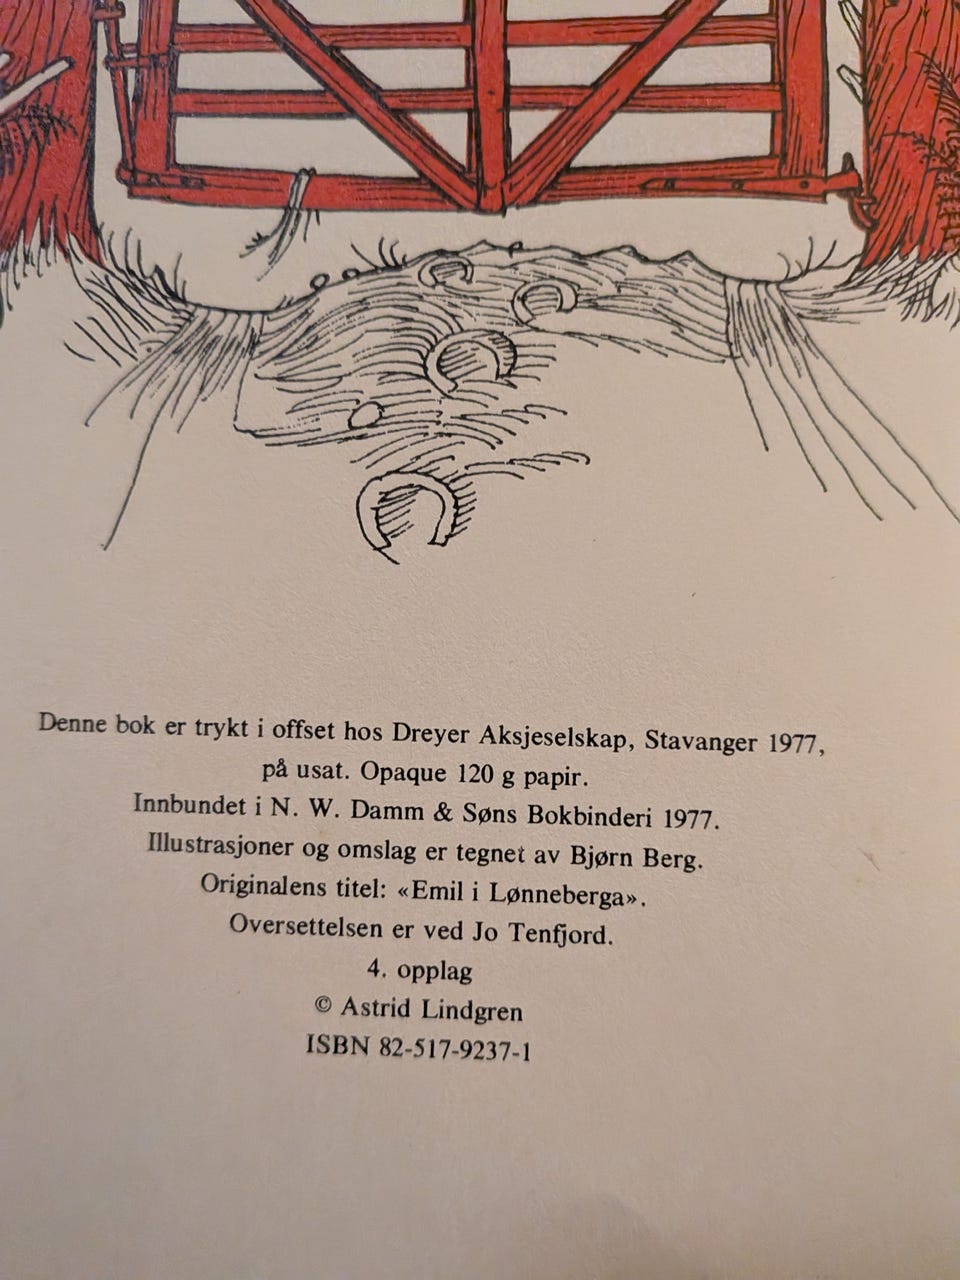 Denne bok er trykt i offset hos Dreyer Aksjeselskap, Stavanger 1977,
på usat. Opaque 120 g papir.
Innbundet i N. W. Damm & Søns Bokbinderi 1977.
Illustrasjoner og omslag er tegnet av Bjørn Berg.
Originalens titel: «Emil i Lønneberga».
Oversettelsen er ved Jo Tenfjord.
4. opplag
© Astrid Lindgren
ISBN 82-517-9237-1